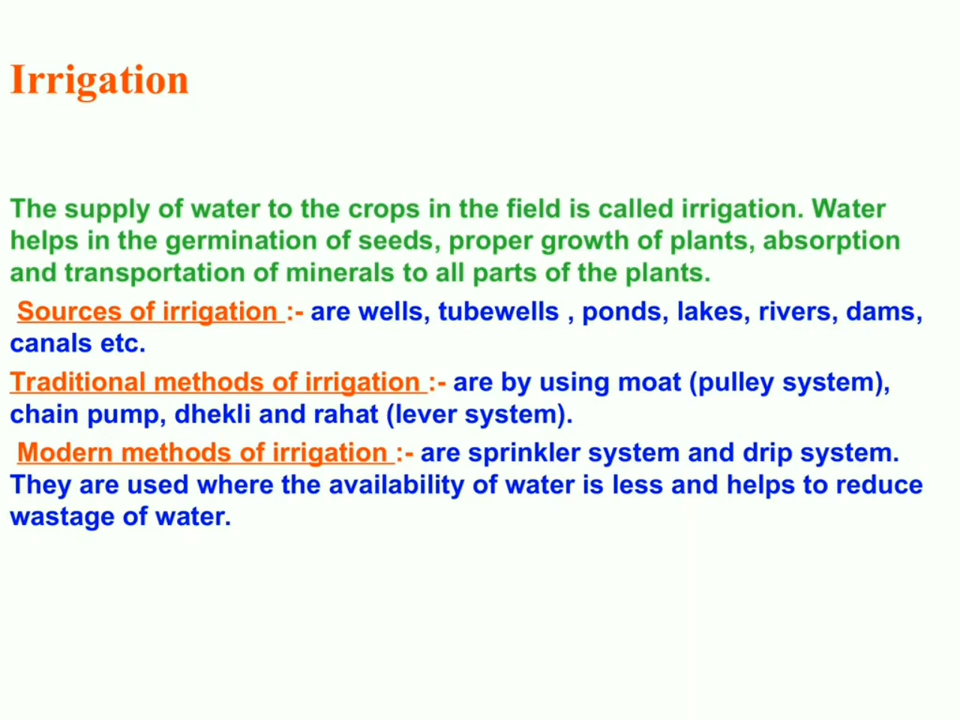 Irrigation
The supply of water to the crops in the field is called irrigation. Water
helps in the germination of seeds, proper growth of plants, absorption
and transportation of minerals to all parts of the plants.
Sources of irrigation :- are wells, tubewells , ponds, lakes, rivers, dams,
canals etc.
Traditional methods of irrigation :- are by using moat (pulley system),
chain pump, dhekli and rahat (lever system).
Modern methods of irrigation :- are sprinkler system and drip system.
They are used where the availability of water is less and helps to reduce
wastage of water.